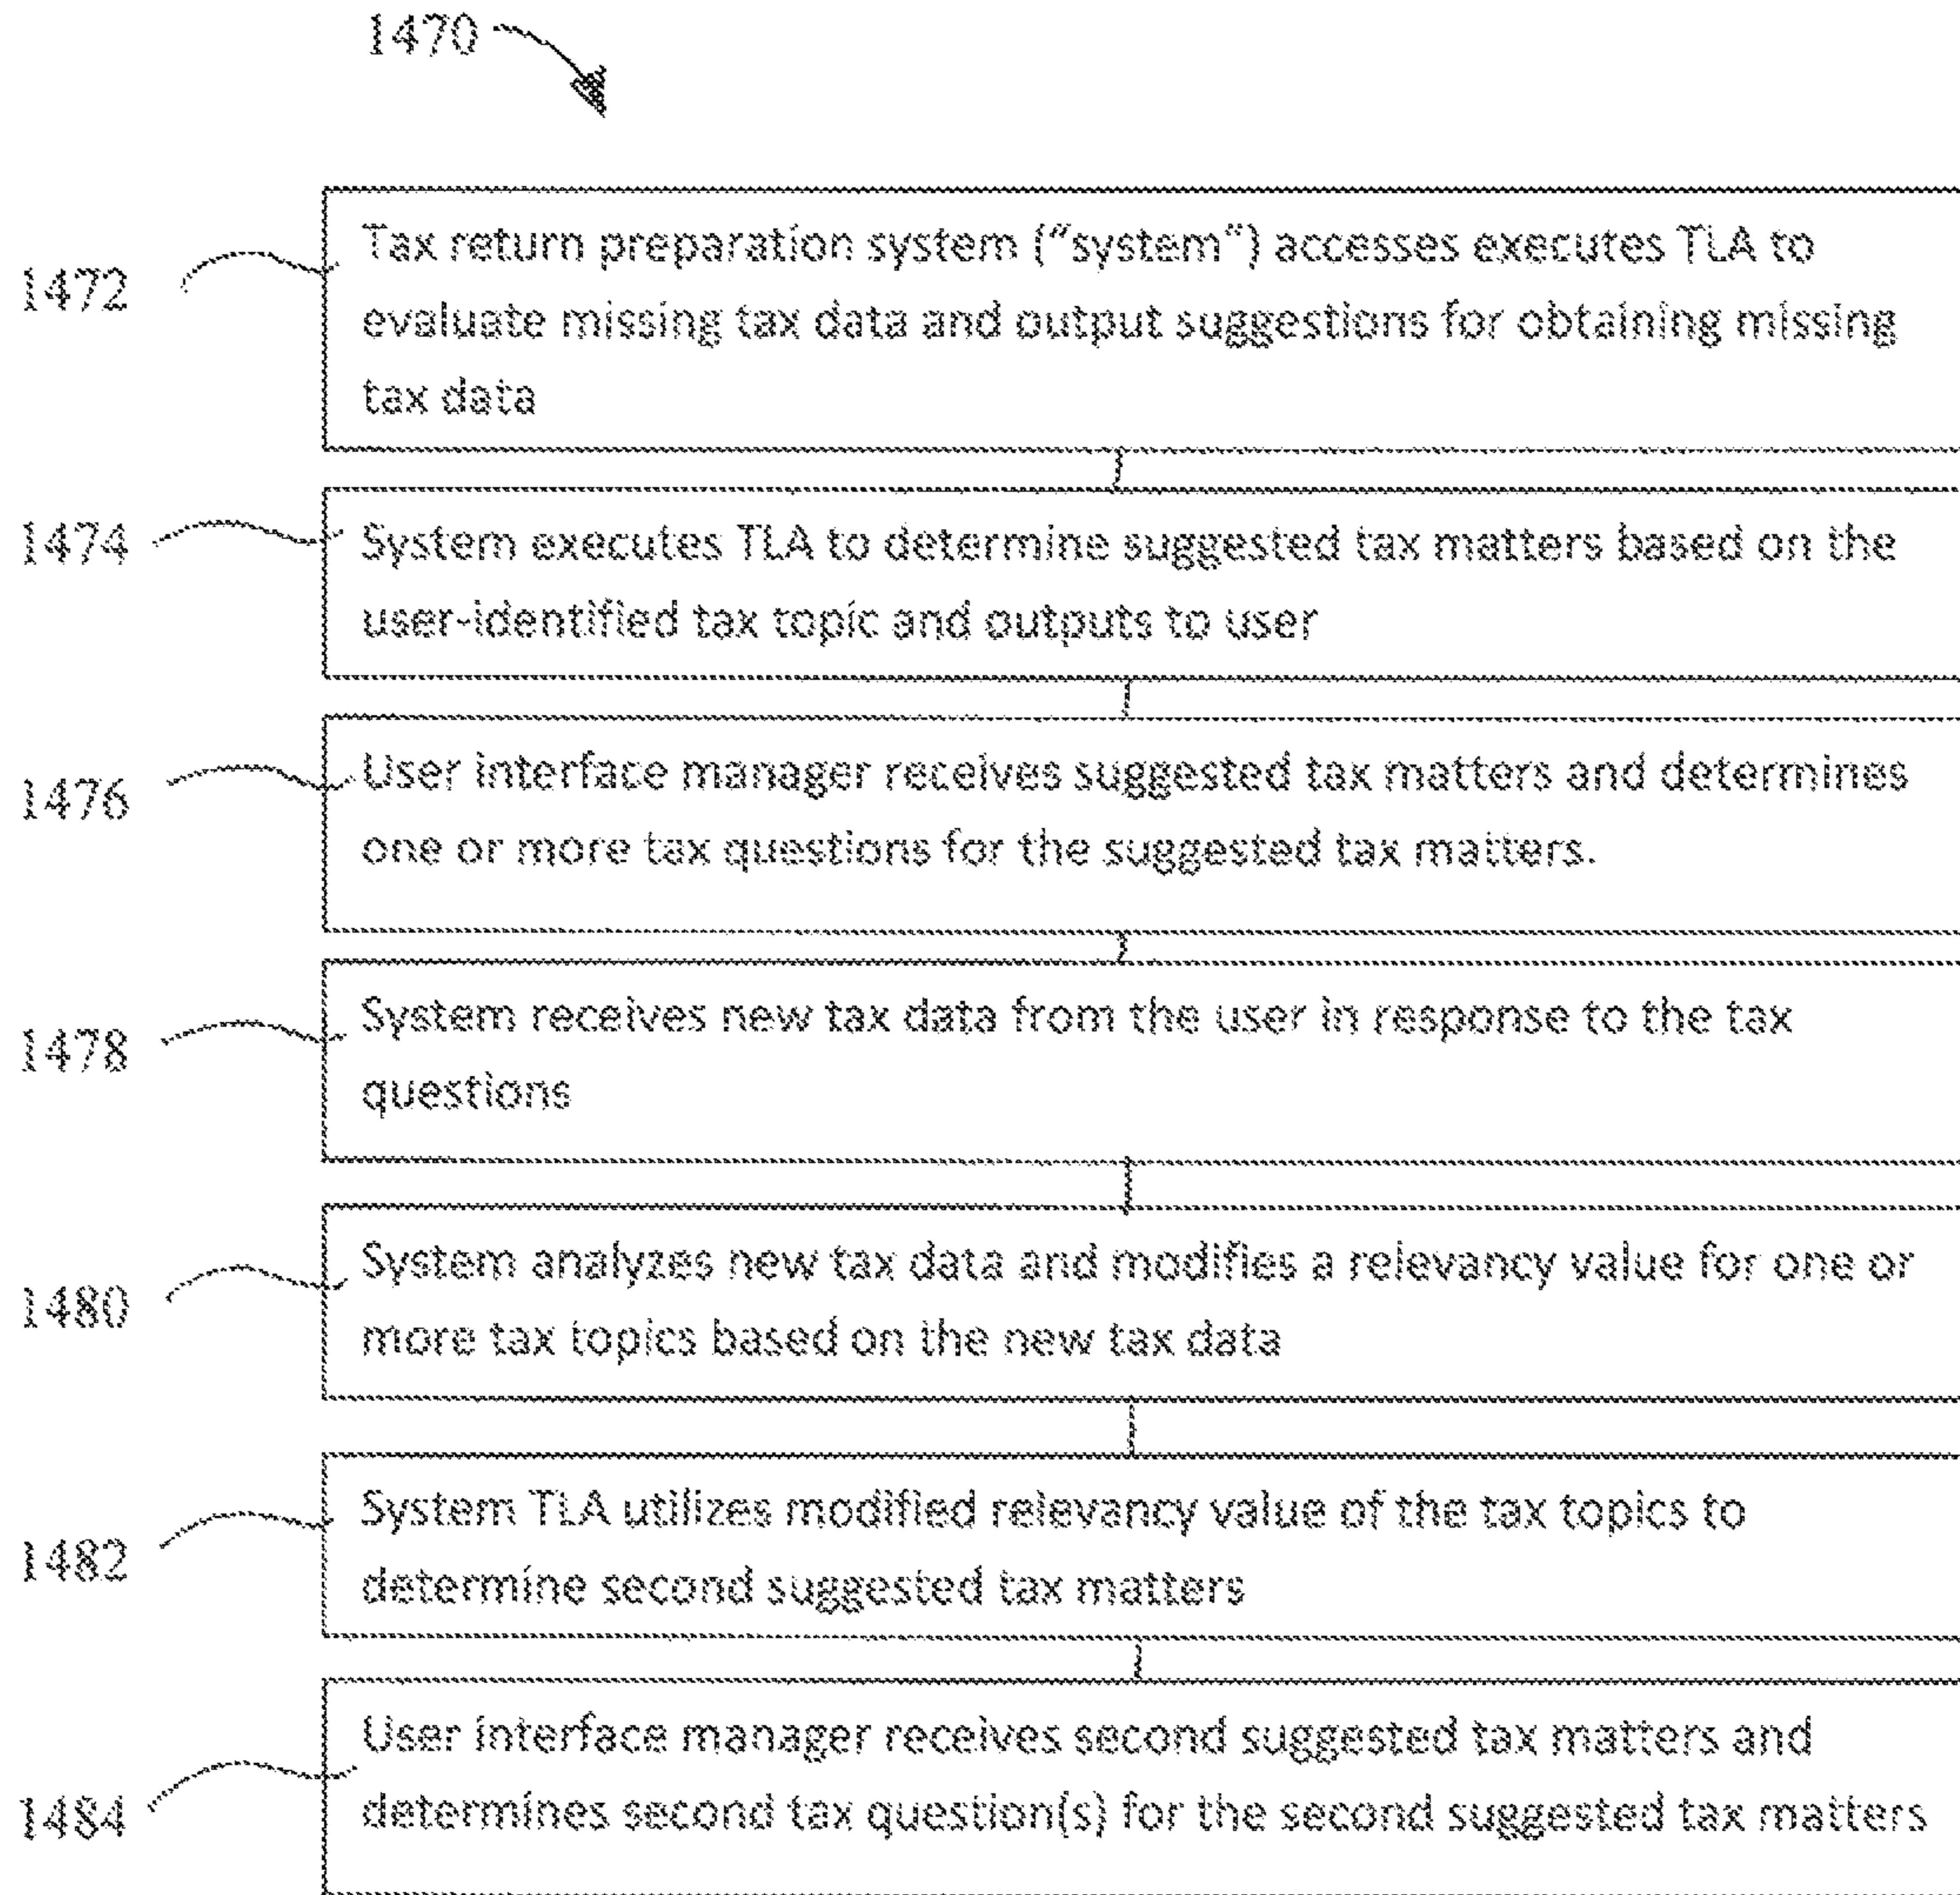 1470
1472
Tax return preparation system ("system") accesses executes TLA to
evaluate missing tax data and output suggestions for obtaining missing
tax data
1474
System executes TLA to determine suggested tax matters based on the
user-identified tax topic and outputs to user
1476
User interface manager receives suggested tax matters and determines
one or more tax questions for the suggested tax matters.
1478
System receives new tax data from the user in response to the tax
questions
1480
System analyzes new tax data and modifies a relevancy value for one or
more tax topics based on the new tax data
1482
System TLA utilizes modified relevancy value of the tax topics to
determine second suggested tax matters
1484
User interface manager receives second suggested tax matters and
determines second tax question(s) for the second suggested tax matters